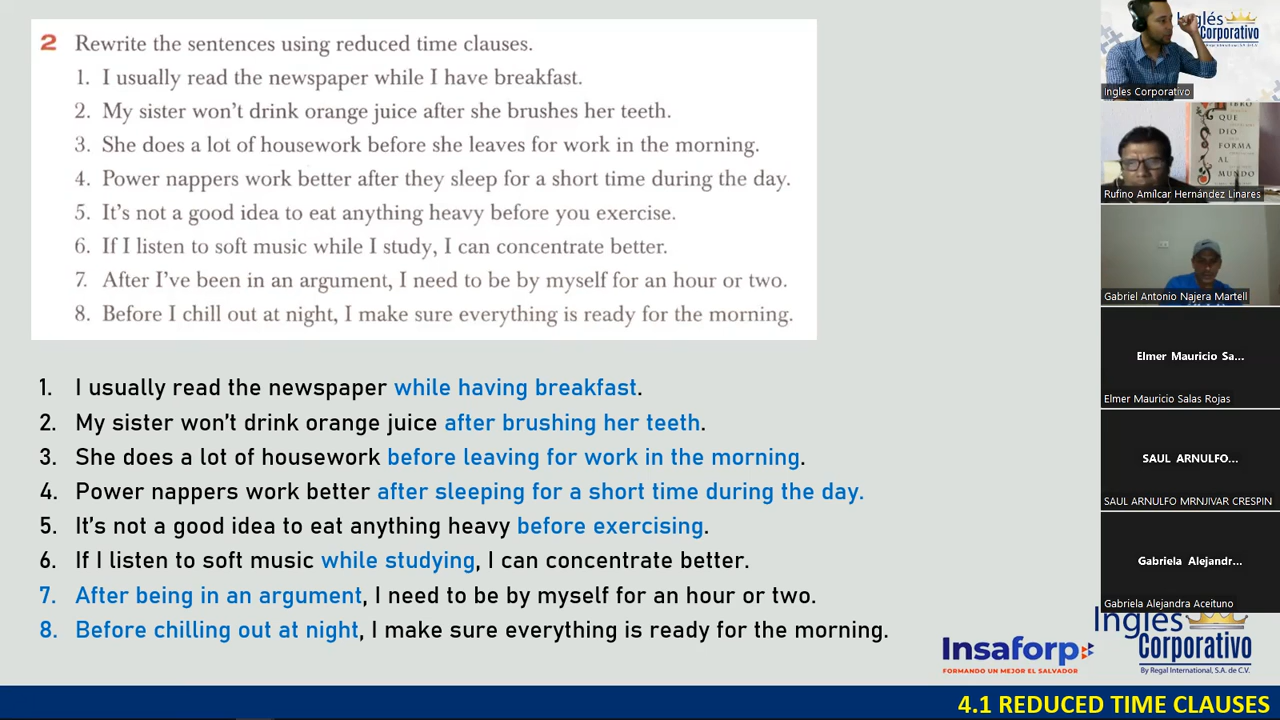 2 Rewrite the sentences using reduced time clauses.
1. I usually read the newspaper while I have breakfast.
2. My sister won't drink orange juice after she brushes her teeth.
3. She does a lot of housework before she leaves for work in the morning.
4. Power nappers work better after they sleep for a short time during the day.
5. It's not a good idea to eat anything heavy before you exercise.
6. If I listen to soft music while I study, I can concentrate better.
7. After I've been in an argument, I need to be by myself for an hour or two.
8. Before I chill out at night, I make sure everything is ready for the morning.
1. I usually read the newspaper while having breakfast.
2. My sister won't drink orange juice after brushing her teeth.
3. She does a lot of housework before leaving for work in the morning.
4. Power nappers work better after sleeping for a short time during the day.
5. It's not a good idea to eat anything heavy before exercising.
6. If I listen to soft music while studying, I can concentrate better.
7. After being in an argument, I need to be by myself for an hour or two.
8. Before chilling out at night, I make sure everything is ready for the morning.
Inglés
Corporativo
Ingles Corporativo
LIBRO
QUE
DIO
FORMA
AL
MUNDO
Rufino Amílcar Hernández Linares
Gabriel Antonio Najera Martell
Elmer Mauricio Sa...
Elmer Mauricio Salas Rojas
SAUL ARNULFO...
SAUL ARNULFO MRNJIVAR CRESPIN
Gabriela Alejandr...
Gabriela Alejandra Aceituno
Insaforp
FORMANDO UN MEJOR EL SALVADOR
Inglés
Corporativo
By Regal International, S.A. de C.V.
4.1 REDUCED TIME CLAUSES